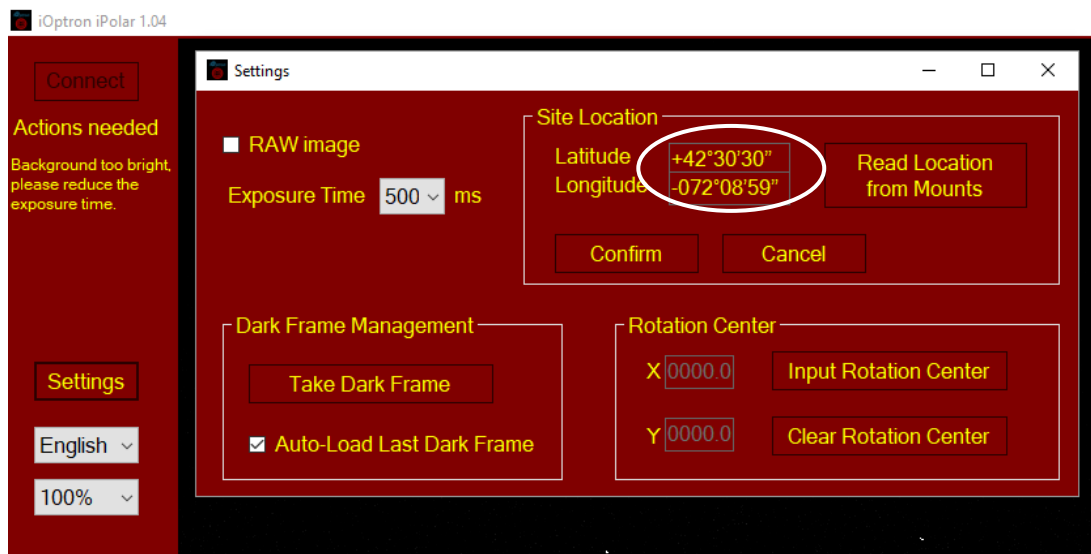 iOptron iPolar 1.04
Connect
Actions needed
Background too bright,
please reduce the
exposure time.
Settings
English
100%
Settings
RAW image
Exposure Time 500 ms
Site Location
Latitude +42°30'30”
Longitude -072°08'59”
Read Location
from Mounts
Confirm Cancel
Dark Frame Management
Take Dark Frame
Auto-Load Last Dark Frame
Rotation Center
X 0000.0 Input Rotation Center
Y 0000.0 Clear Rotation Center